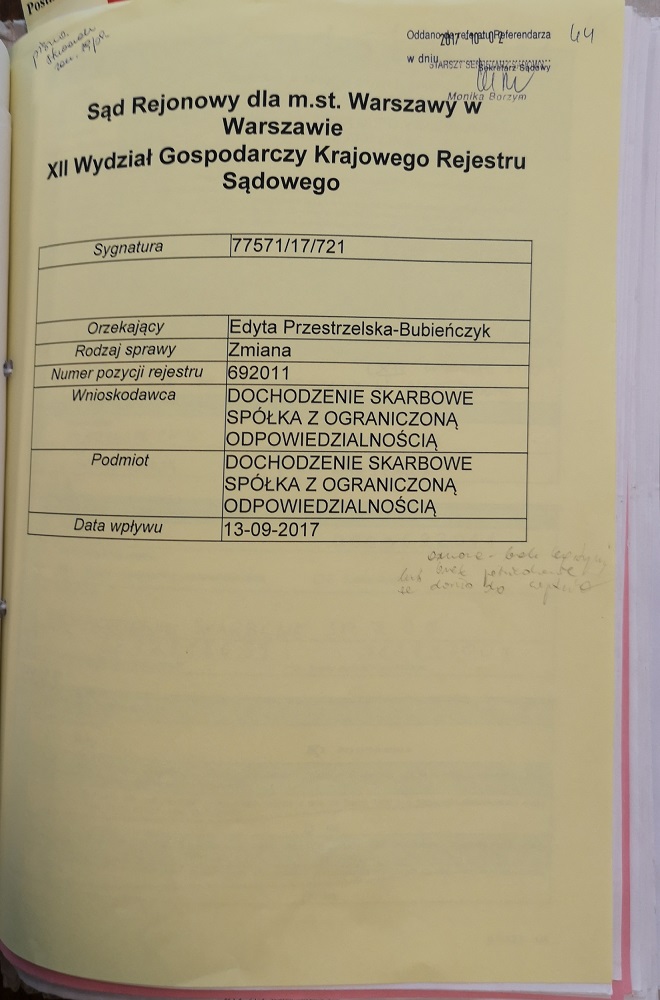 44
Oddano do referatu Referendarza
w dniu 2017 -10- 02
Sekretarz Sądowy
Monika Borzym
Sąd Rejonowy dla m.st. Warszawy w
Warszawie
XII Wydział Gospodarczy Krajowego Rejestru
Sądowego
Sygnatura 77571/17/721
Orzekający Edyta Przestrzelska-Bubieńczyk
Rodzaj sprawy Zmiana
Numer pozycji rejestru 692011
Wnioskodawca DOCHODZENIE SKARBOWE
SPÓŁKA Z OGRANICZONĄ
ODPOWIEDZIALNOŚCIĄ
Podmiot DOCHODZENIE SKARBOWE
SPÓŁKA Z OGRANICZONĄ
ODPOWIEDZIALNOŚCIĄ
Data wpływu 13-09-2017